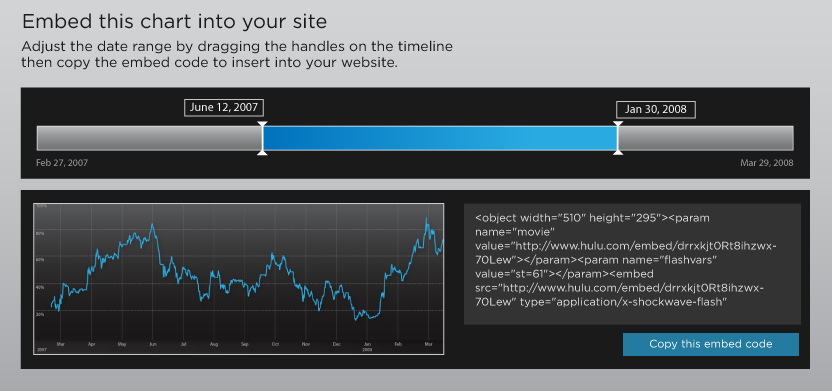 Embed this chart into your site
Adjust the date range by dragging the handles on the timeline
then copy the embed code to insert into your website.
June 12, 2007
Jan 30, 2008
Feb 27, 2007
Mar 29, 2008
100%
80%
60%
40%
20%
Mar Apr May Jun Jul Aug Sep Oct Nov Dec Jan Feb Mar
2007 2008
<object width="510" height="295"><param
name="movie"
value="http://www.hulu.com/embed/drrxkjt0Rt8ihzwx-
70Lew"></param><param name="flashvars"
value="st=61"></param><embed
src="http://www.hulu.com/embed/drrxkjt0Rt8ihzwx-
70Lew" type="application/x-shockwave-flash"
Copy this embed code